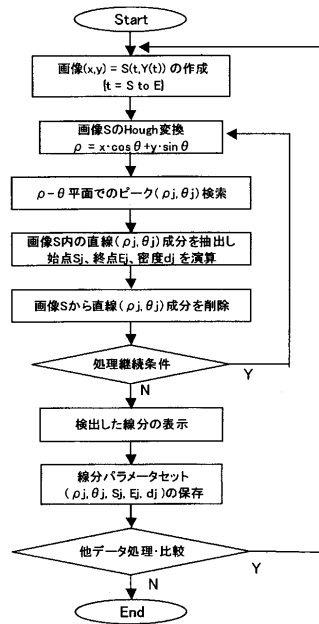 Start
画像(x,y) = S(t,Y(t)) の作成
(t = S to E)
画像SのHough変換
ρ = x・cosθ+y・sinθ
ρ-θ平面でのピーク(ρj,θj)検索
画像S内の直線(ρj,θj)成分を抽出し
始点Sj、終点Ej、密度djを演算
画像Sから直線(ρj,θj)成分を削除
処理継続条件
Y
N
検出した線分の表示
線分パラメータセット
(ρj,θj,Sj,Ej,dj)の保存
他データ処理・比較
Y
N
End